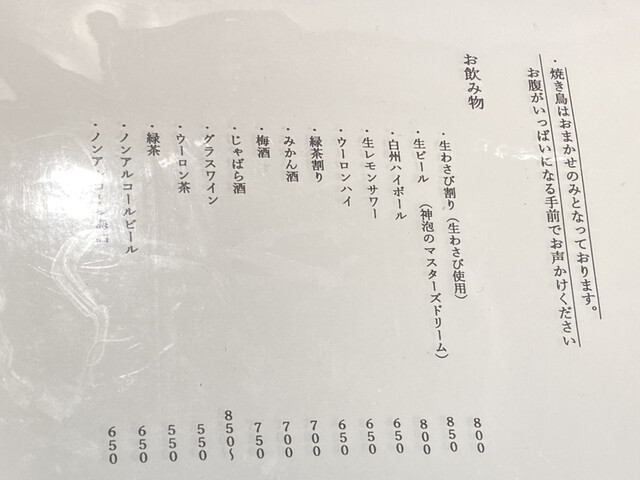 ・焼き鳥はおまかせのみとなっております。
お腹がいっぱいになる手前でお声かけください
お飲み物
・生わさび割り（生わさび使用） 800
・生ビール （神泡のマスターズドリーム） 850
・白州ハイボール 800
・生レモンサワー 650
・ウーロンハイ 650
・緑茶割り 650
・みかん酒 700
・梅酒 700
・じゃばら酒 750
・グラスワイン 850〜
・ウーロン茶 550
・緑茶 550
・ノンアルコールビール 650
・ノンアルコール 650